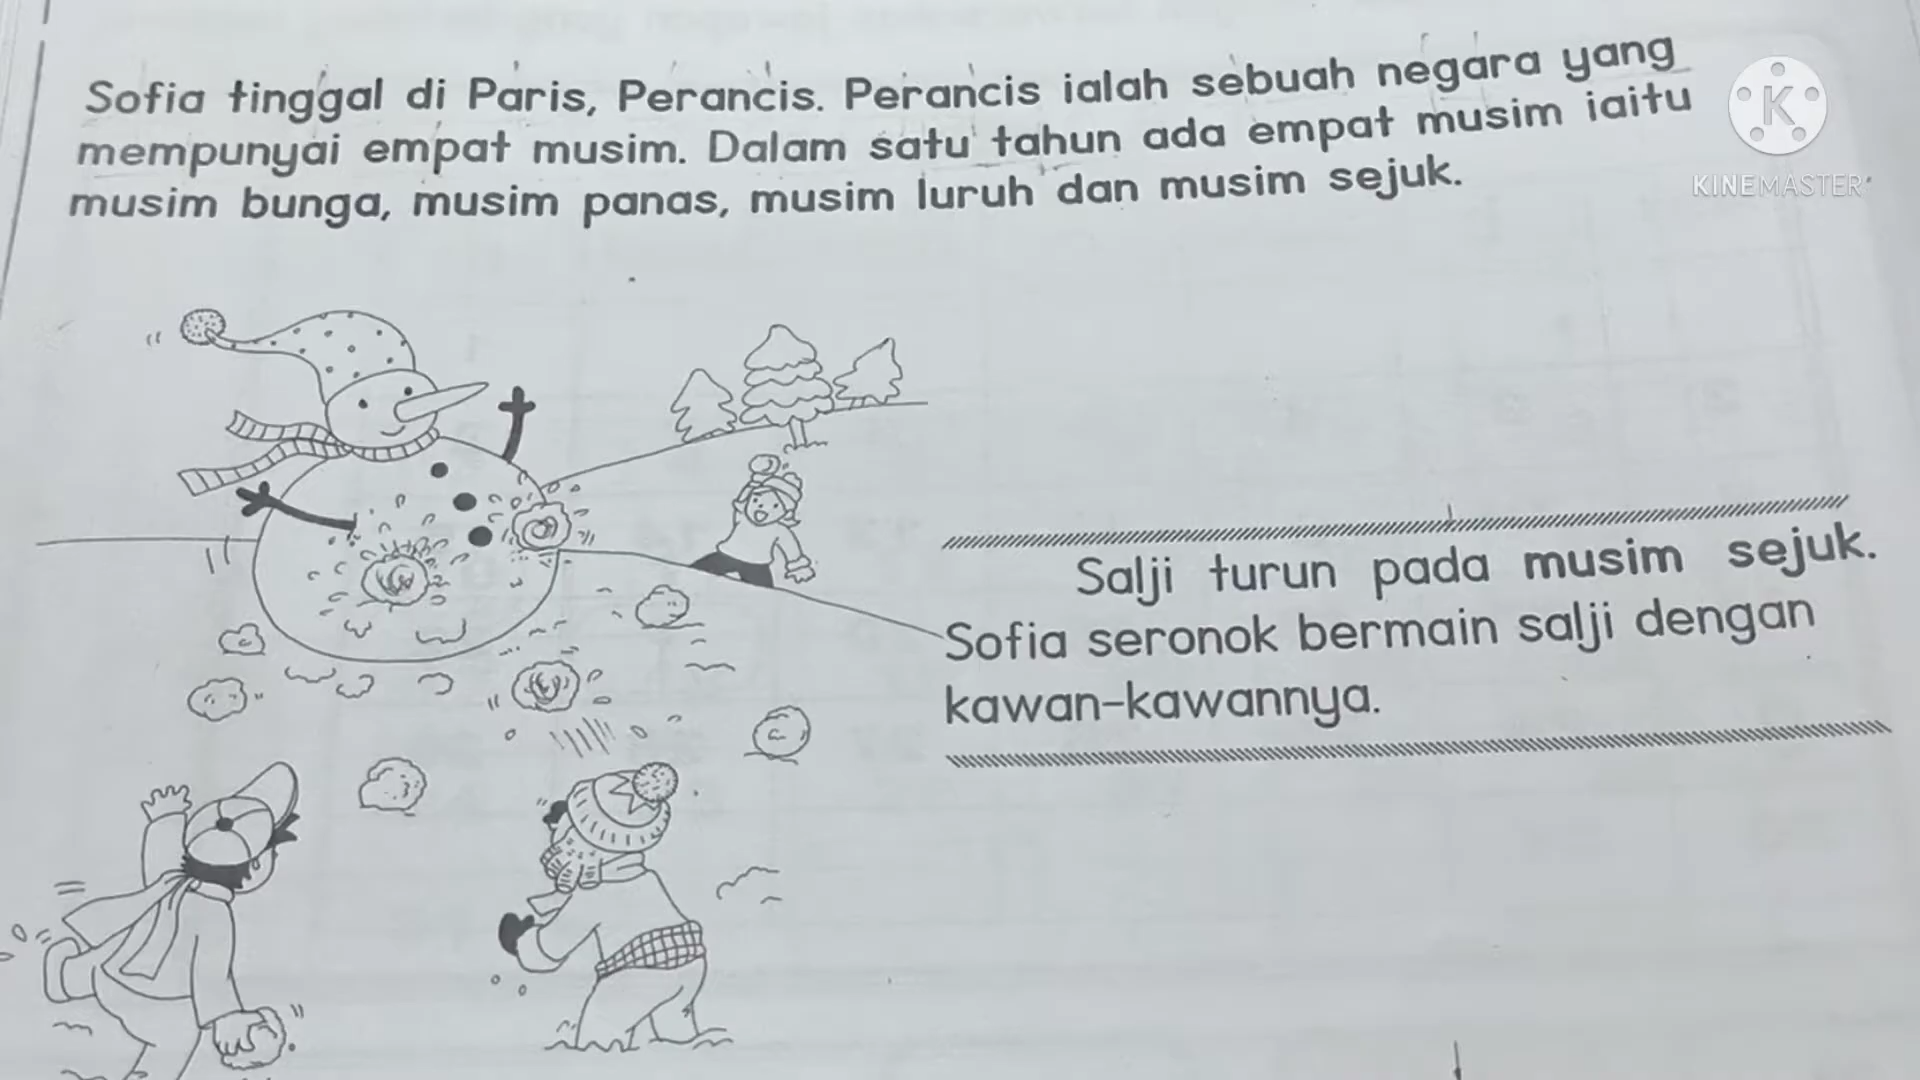 Sofia tinggal di Paris, Perancis. Perancis ialah sebuah negara yang
mempunyai empat musim. Dalam satu tahun ada empat musim iaitu
musim bunga, musim panas, musim luruh dan musim sejuk.
K
KINEMASTER
Salji turun pada musim sejuk.
Sofia seronok bermain salji dengan
kawan-kawannya.